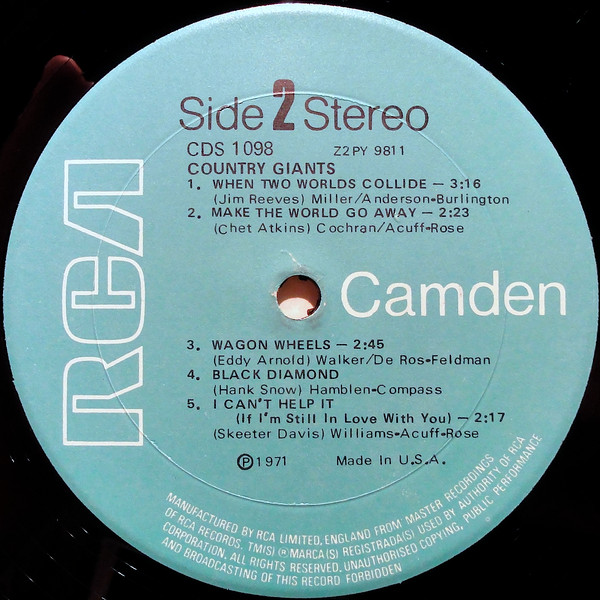 Side 2 Stereo
CDS 1098 Z2PY 9811
COUNTRY GIANTS
1. WHEN TWO WORLDS COLLIDE – 3:16
(Jim Reeves) Miller/Anderson-Burlington
2. MAKE THE WORLD GO AWAY – 2:23
(Chet Atkins) Cochran/Acuff-Rose
RCA
Camden
3. WAGON WHEELS – 2:45
(Eddy Arnold) Walker/De Ros-Feldman
4. BLACK DIAMOND
(Hank Snow) Hamblen-Compass
5. I CAN'T HELP IT
(If I'm Still In Love With You) – 2:17
(Skeeter Davis) Williams-Acuff-Rose
Ⓟ1971 Made In U.S.A.
MANUFACTURED BY RCA LIMITED, ENGLAND FROM MASTER RECORDINGS
OF RCA RECORDS. TM(S) ® MARCA(S) REGISTRADA(S) USED BY AUTHORITY OF RCA
CORPORATION. ALL RIGHTS RESERVED. UNAUTHORISED COPYING, PUBLIC PERFORMANCE
AND BROADCASTING OF THIS RECORD FORBIDDEN